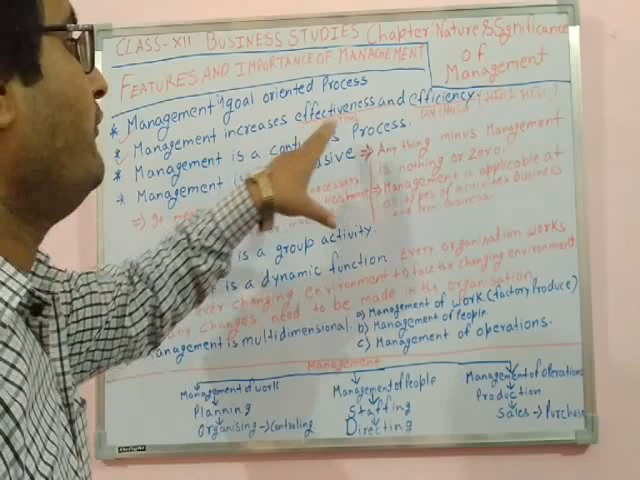 CLASS-XII BUSINESS STUDIES Chapter Nature & Significance of Management
FEATURES AND IMPORTANCE OF MANAGEMENT
* Management is goal oriented Process
* Management increases effectiveness and efficiency
* Management is a Process.
* Management is
=> Anything minus Management is nothing or Zero.
=> Management is applicable at all types of activities Business and Non Business
is a group activity.
is a dynamic function Every organisation works
changing environment to face the changing environment
changes need to be made in the organisation
Management is multidimensional.
a) Management of work (factory Produce)
b) Management of People
c) Management of operations.
Management
Management of work
Planning
Organising -> Controlling
Management of People
Staffing
Directing
Management of operations
Production
Sales -> Purchase